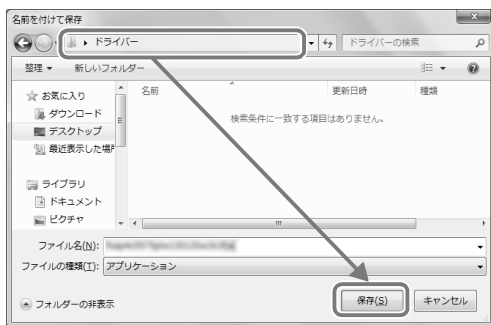 名前を付けて保存
ドライバー
ドライバーの検索
整理
新しいフォルダー
お気に入り
ダウンロード
デスクトップ
最近表示した場所
ライブラリ
ドキュメント
ピクチャ
名前
更新日時
種類
検索条件に一致する項目はありません。
ファイル名(N):
ファイルの種類(T): アプリケーション
フォルダーの非表示
保存(S)
キャンセル